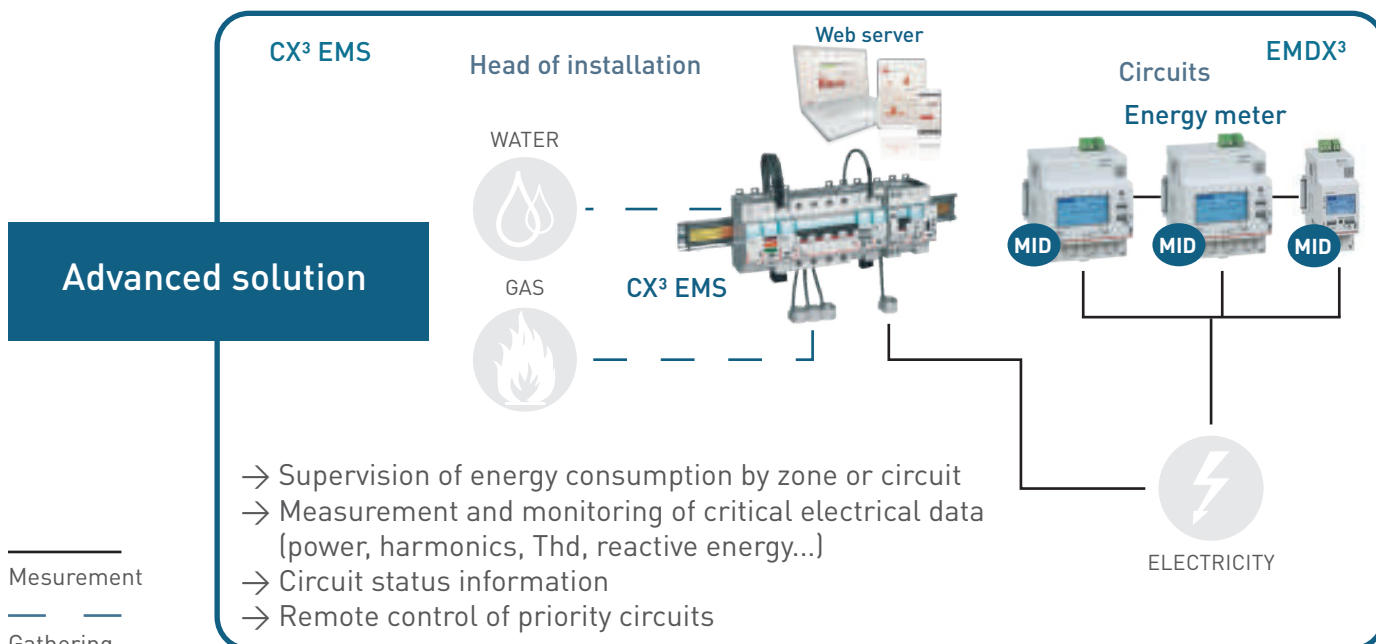 CX³ EMS
Head of installation
Web server
EMDX³
Circuits
Energy meter
WATER
MID
MID
MID
Advanced solution
GAS
CX³ EMS
→ Supervision of energy consumption by zone or circuit
→ Measurement and monitoring of critical electrical data
(power, harmonics, Thd, reactive energy...)
→ Circuit status information
→ Remote control of priority circuits
ELECTRICITY
Mesurement
Gathering